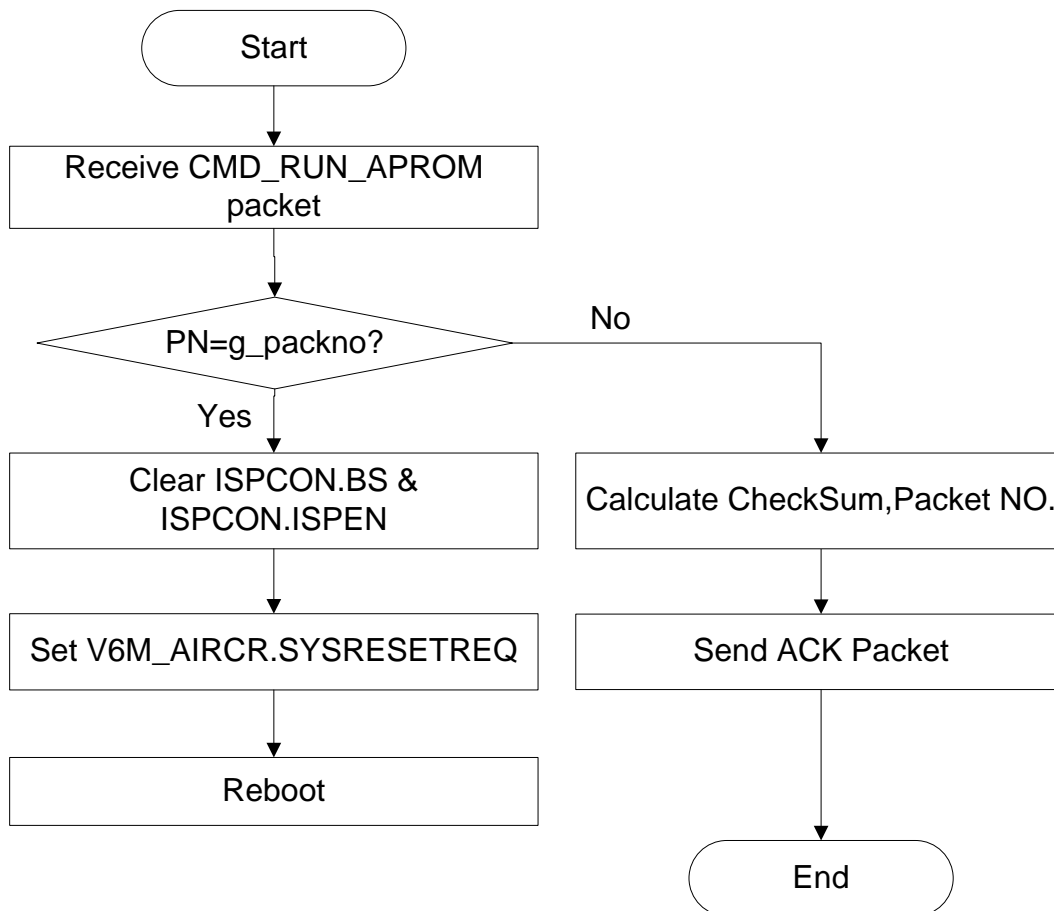 Start
Receive CMD_RUN_APROM
packet
PN=g_packno?
No
Yes
Clear ISPCON.BS &
ISPCON.ISPEN
Calculate CheckSum,Packet NO.
Set V6M_AIRCR.SYSRESETREQ
Send ACK Packet
Reboot
End